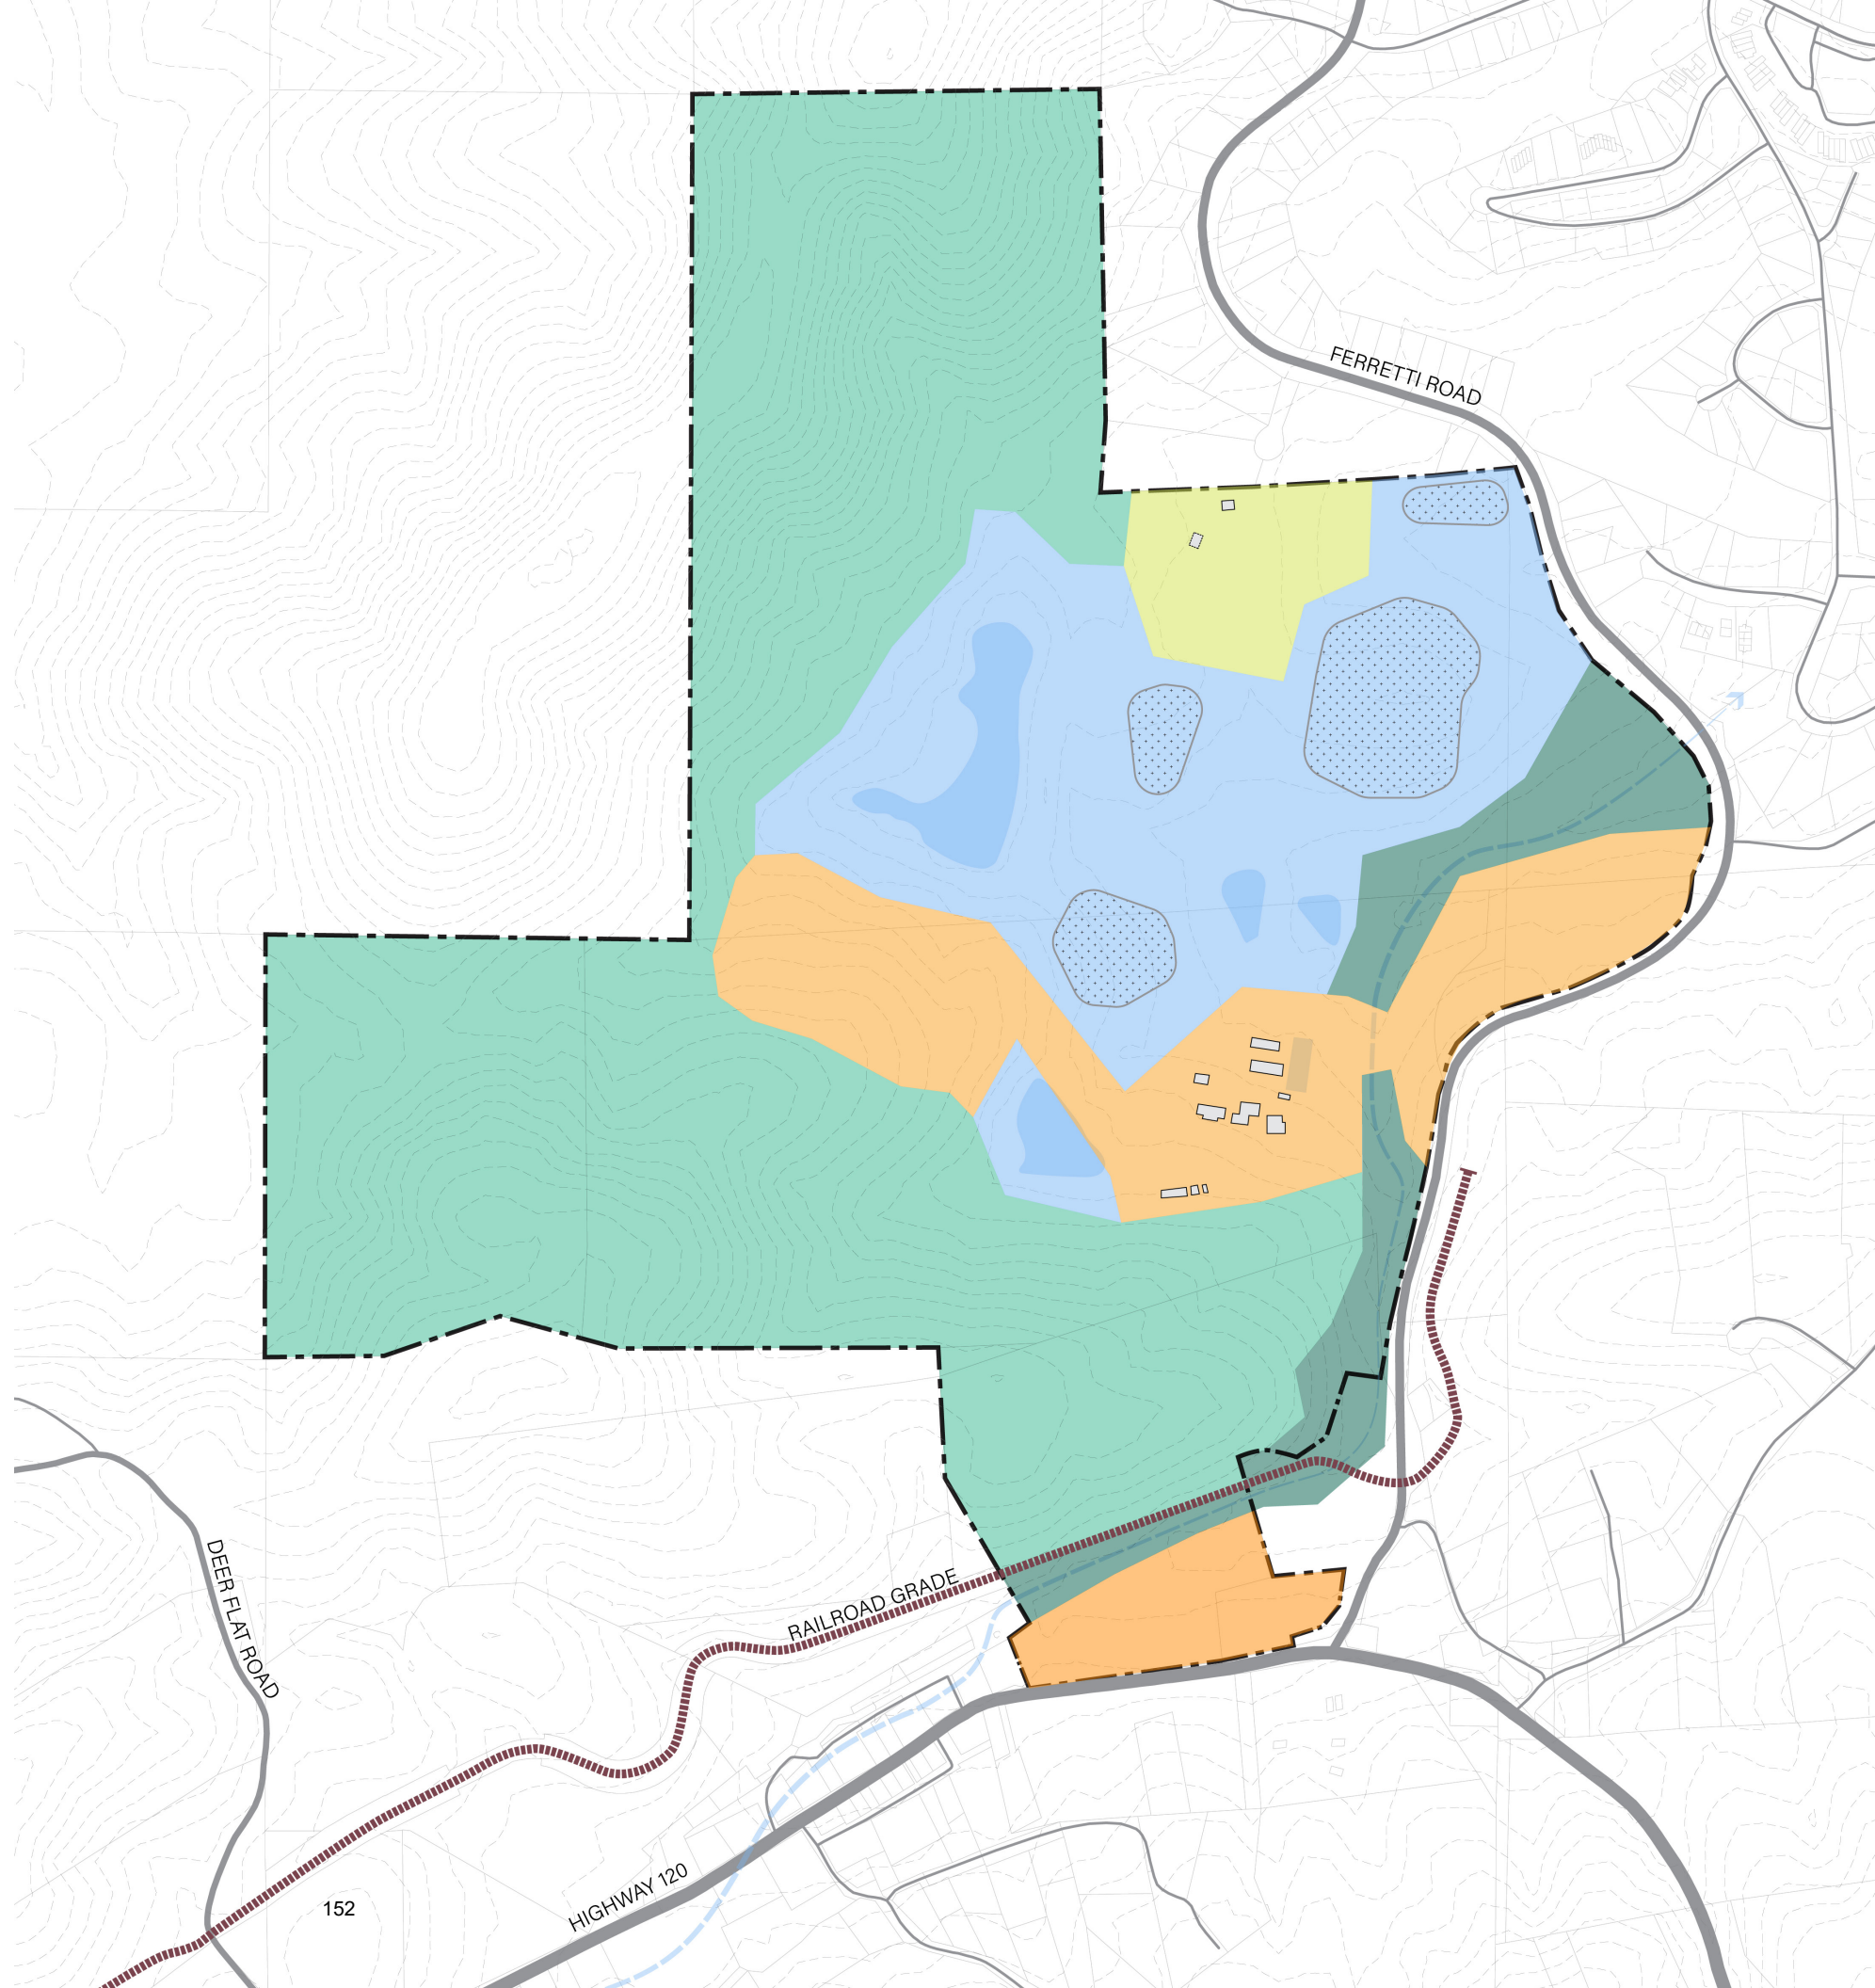 FERRETTI ROAD
DEER FLAT ROAD
RAILROAD GRADE
HIGHWAY 120
152